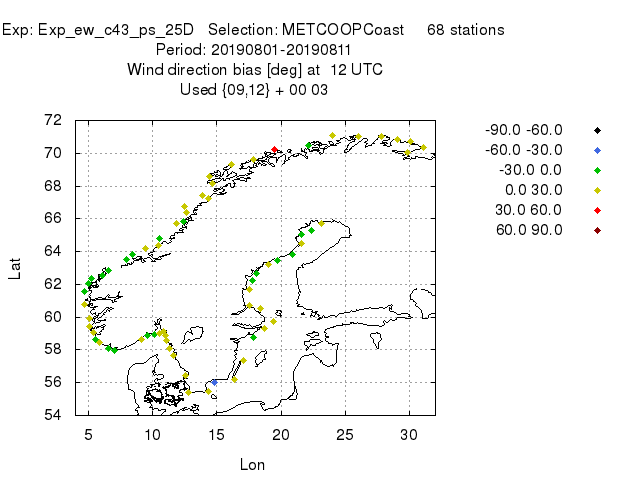 Exp: Exp_ew_c43_ps_25D Selection: METCOOPCoast 68 stations
Period: 20190801-20190811
Wind direction bias [deg] at 12 UTC
Used {09,12} + 00 03
72
70
68
66
64
62
60
58
56
54
Lat
5 10 15 20 25 30
Lon
-90.0 -60.0
-60.0 -30.0
-30.0 0.0
0.0 30.0
30.0 60.0
60.0 90.0